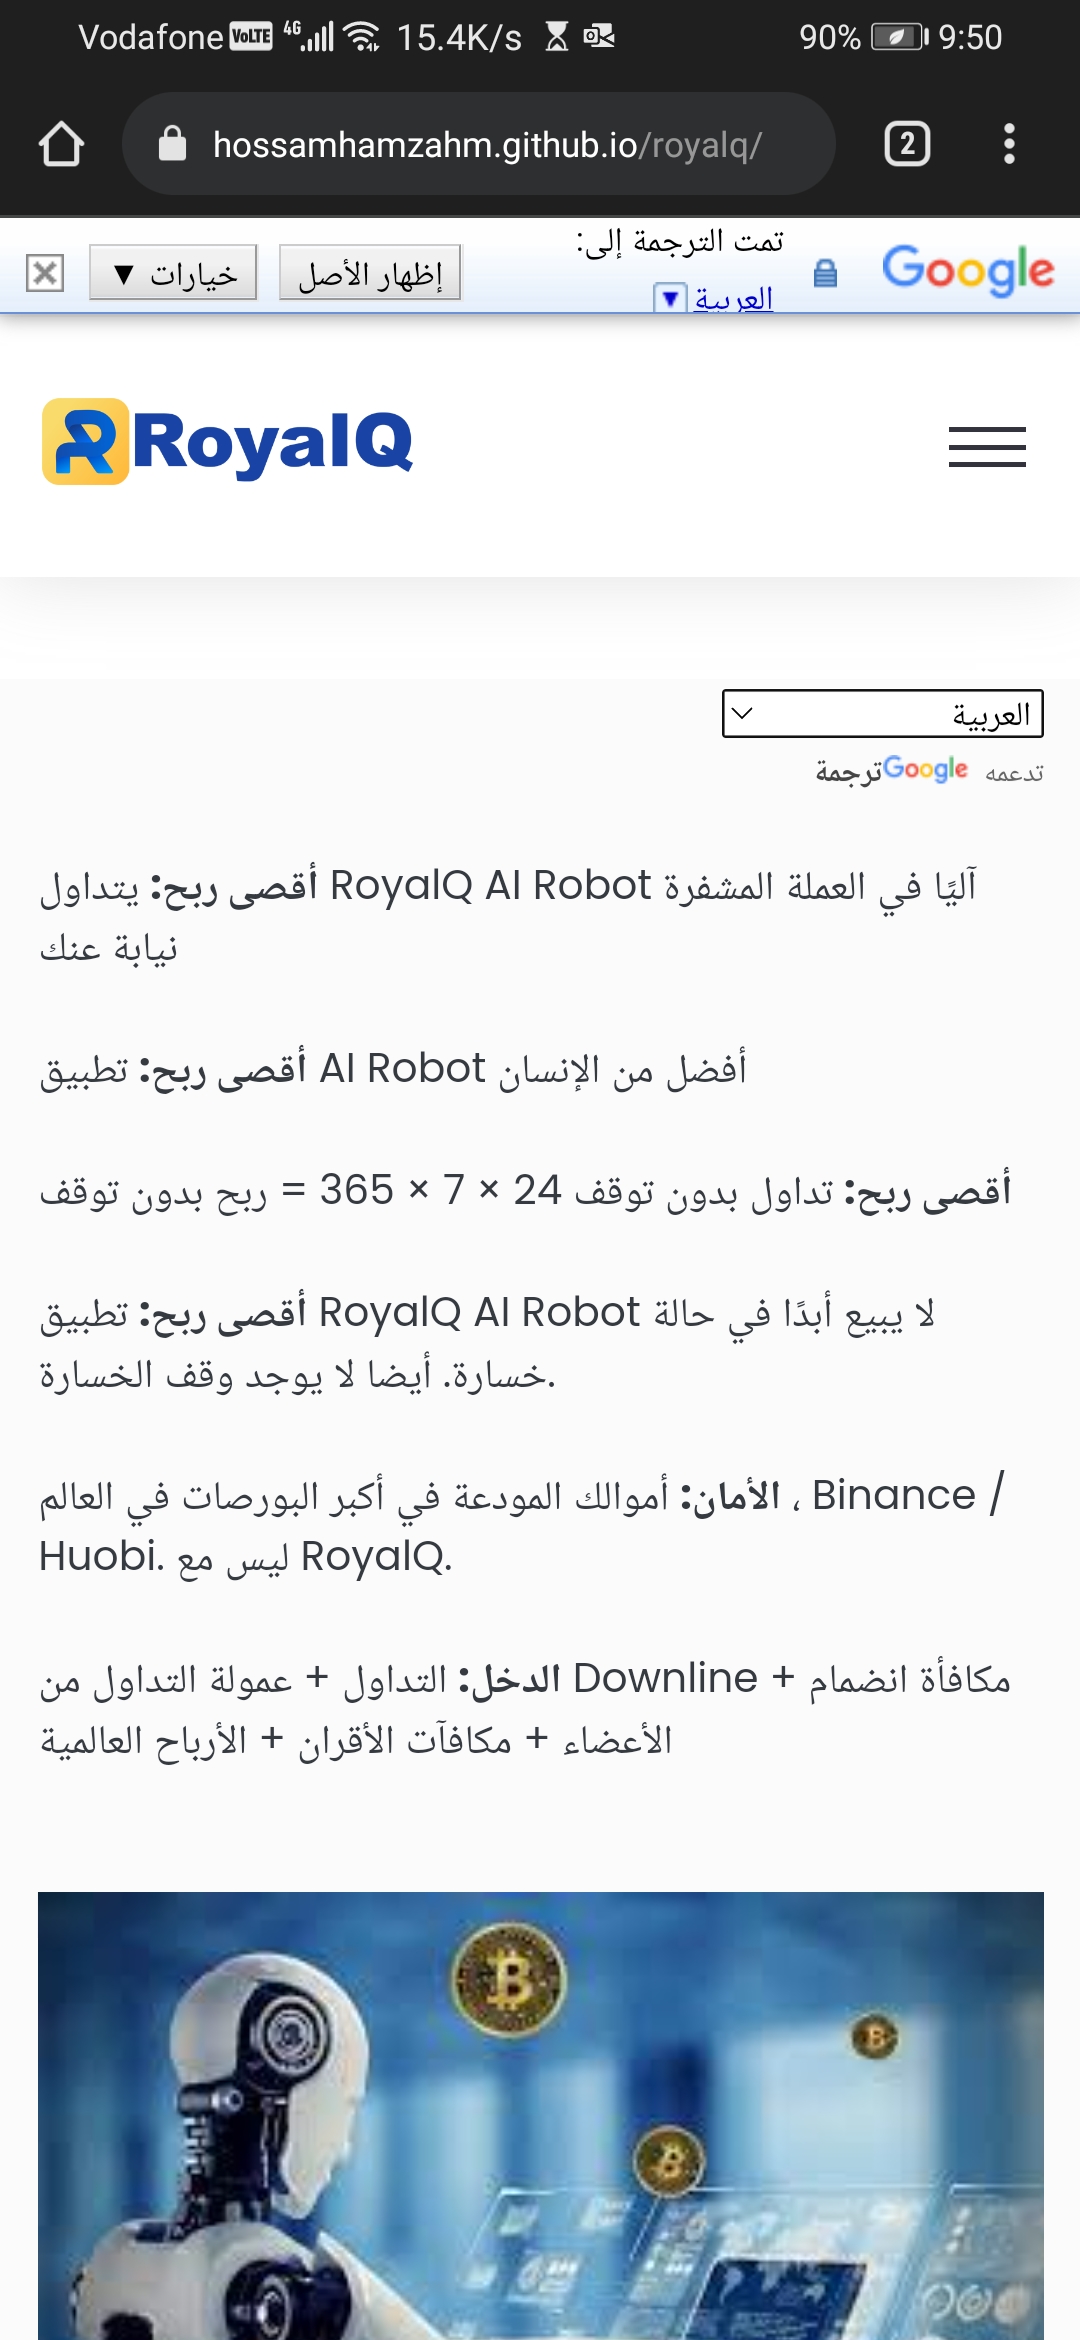 Vodafone VoLTE 4G 15.4K/s 90% 9:50
hossamhamzahm.github.io/royalq/ 2
تمت الترجمة إلى:
العربية
إظهار الأصل
خيارات ▼
Google
RoyalQ
العربية
تدعمه Google ترجمة
أقصى ربح: يتداول RoyalQ AI Robot آليًا في العملة المشفرة
نيابة عنك
أقصى ربح: تطبيق AI Robot أفضل من الإنسان
أقصى ربح: تداول بدون توقف 24 × 7 × 365 = ربح بدون توقف
أقصى ربح: تطبيق RoyalQ AI Robot لا يبيع أبدًا في حالة
خسارة. أيضا لا يوجد وقف الخسارة.
الأمان: أموالك المودعة في أكبر البورصات في العالم ، Binance /
Huobi. ليس مع RoyalQ.
الدخل: التداول + عمولة التداول من Downline + مكافأة انضمام
الأعضاء + مكافآت الأقران + الأرباح العالمية